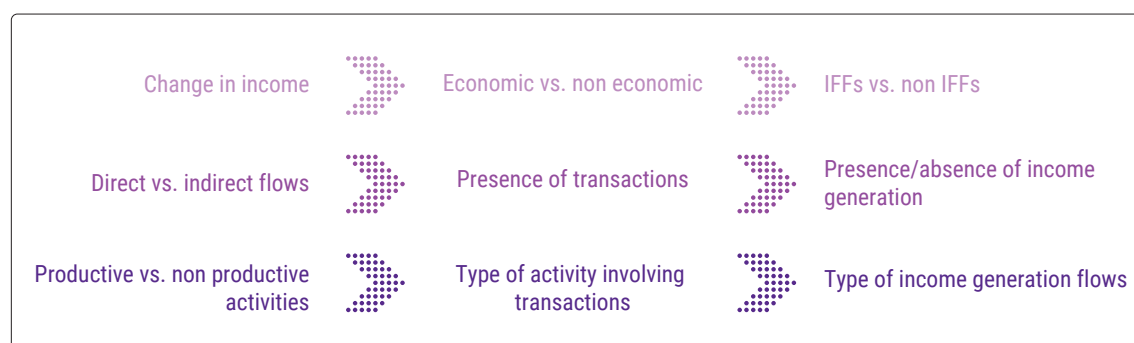 Change in income
Economic vs. non economic
IFFs vs. non IFFs
Direct vs. indirect flows
Presence of transactions
Presence/absence of income
generation
Productive vs. non productive
activities
Type of activity involving
transactions
Type of income generation flows